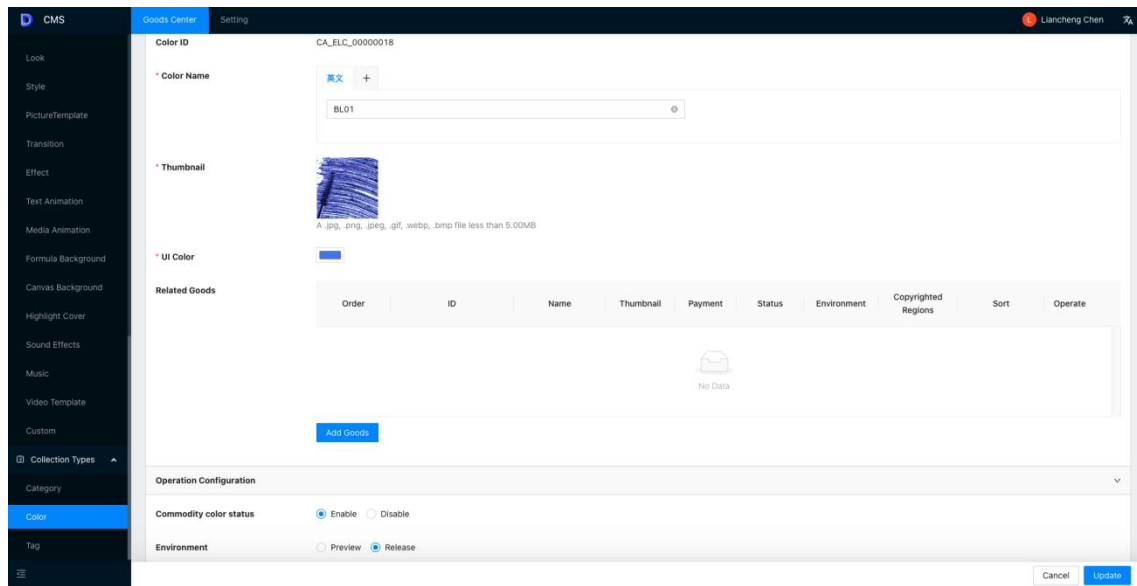 CMS
Goods Center
Setting
Liancheng Chen
Look
Style
PictureTemplate
Transition
Effect
Text Animation
Media Animation
Formula Background
Canvas Background
Highlight Cover
Sound Effects
Music
Video Template
Custom
Collection Types
Category
Color
Tag
Color ID
CA_ELC_00000018
* Color Name
英文 +
BL01
* Thumbnail
A .jpg, .png, .jpeg, .gif, .webp, .bmp file less than 5.00MB
* UI Color
Related Goods
Order ID Name Thumbnail Payment Status Environment Copyrighted Regions Sort Operate
No Data
Add Goods
Operation Configuration
Commodity color status
Enable Disable
Environment
Preview Release
Cancel Update